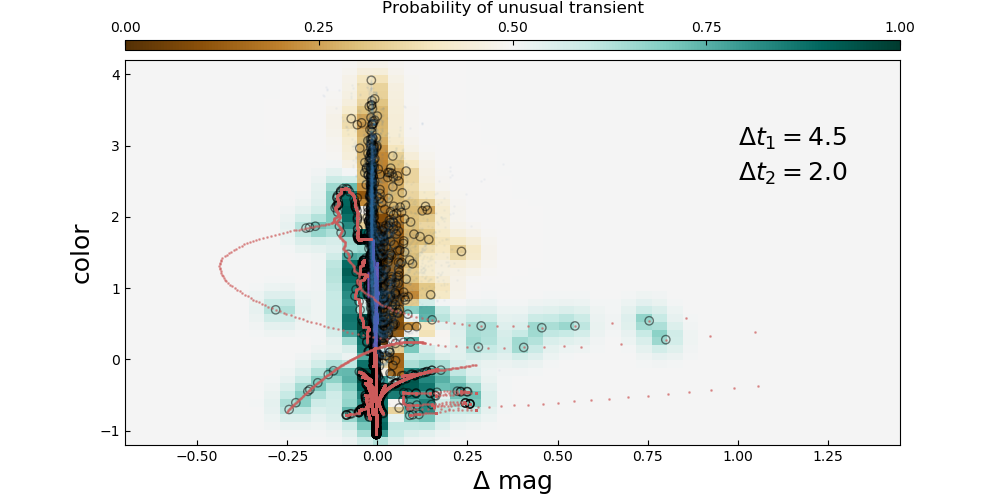 Probability of unusual transient
0.00 0.25 0.50 0.75 1.00
4
3
2
1
0
−1
color
Δt₁ = 4.5
Δt₂ = 2.0
−0.50 −0.25 0.00 0.25 0.50 0.75 1.00 1.25
Δ mag